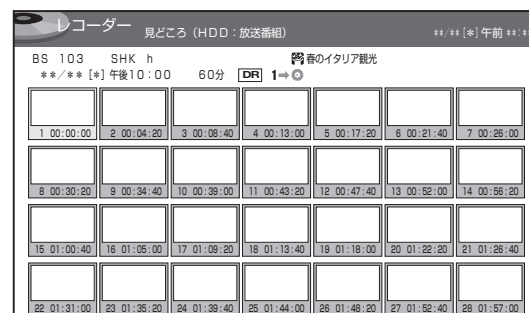 レコーダー 見どころ（HDD：放送番組） **/** [*] 午前 **:**
BS 103 SHK h 春のイタリア観光
**/** [*] 午後10：00 60分 DR 1→
1 00:00:00 2 00:04:20 3 00:08:40 4 00:13:00 5 00:17:20 6 00:21:40 7 00:26:00
8 00:30:20 9 00:34:40 10 00:39:00 11 00:43:20 12 00:47:40 13 00:52:00 14 00:56:20
15 01:00:40 16 01:05:00 17 01:09:20 18 01:13:40 19 01:18:00 20 01:22:20 21 01:26:40
22 01:31:00 23 01:35:20 24 01:39:40 25 01:44:00 26 01:48:20 27 01:52:40 28 01:57:00